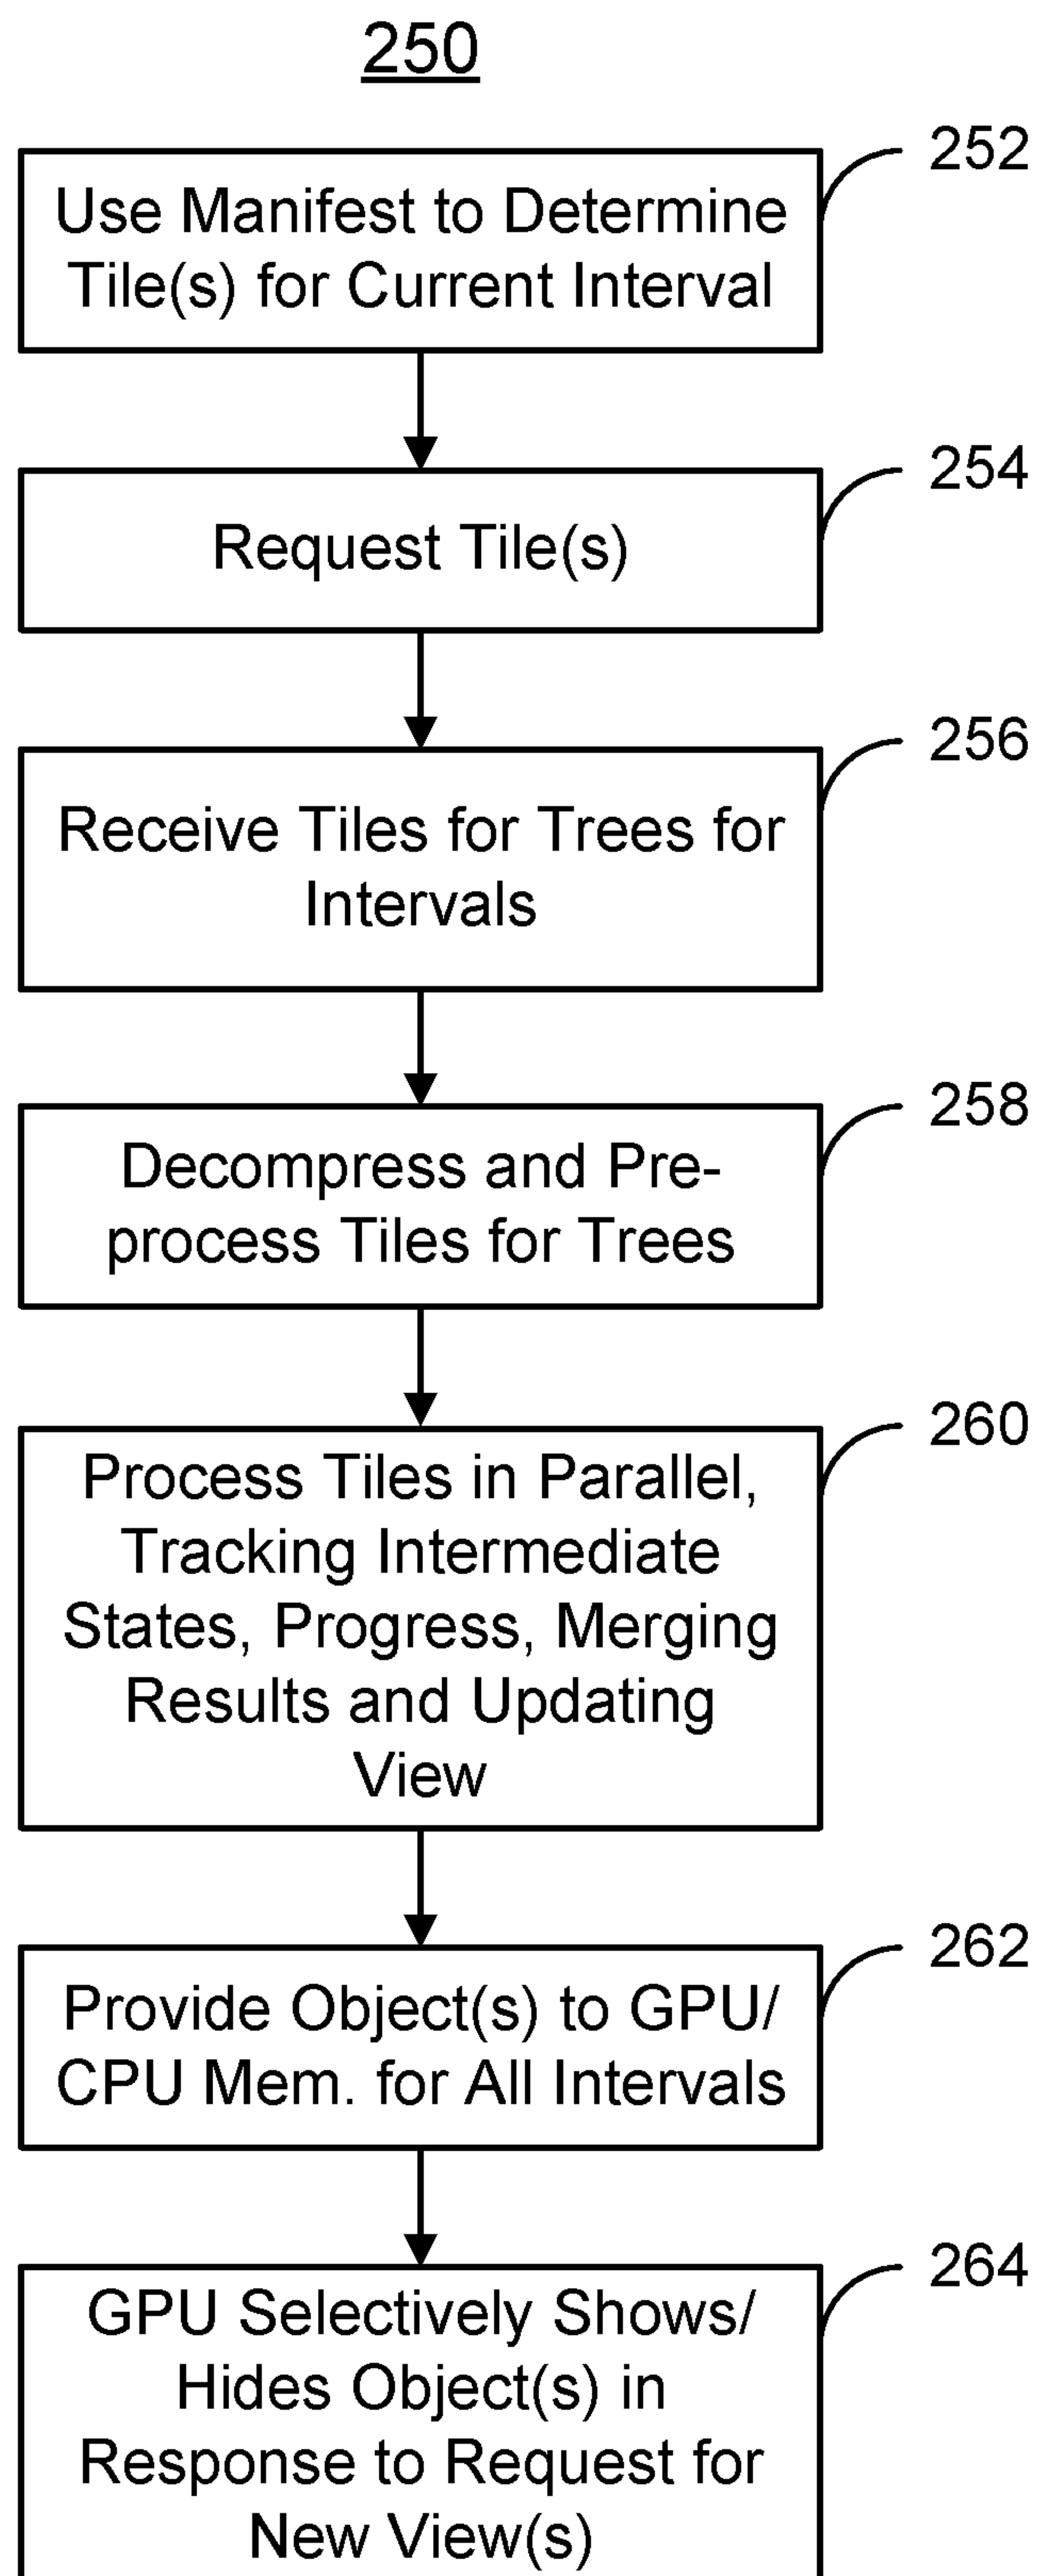 250
252
Use Manifest to Determine
Tile(s) for Current Interval
254
Request Tile(s)
256
Receive Tiles for Trees for
Intervals
258
Decompress and Pre-
process Tiles for Trees
260
Process Tiles in Parallel,
Tracking Intermediate
States, Progress, Merging
Results and Updating
View
262
Provide Object(s) to GPU/
CPU Mem. for All Intervals
264
GPU Selectively Shows/
Hides Object(s) in
Response to Request for
New View(s)